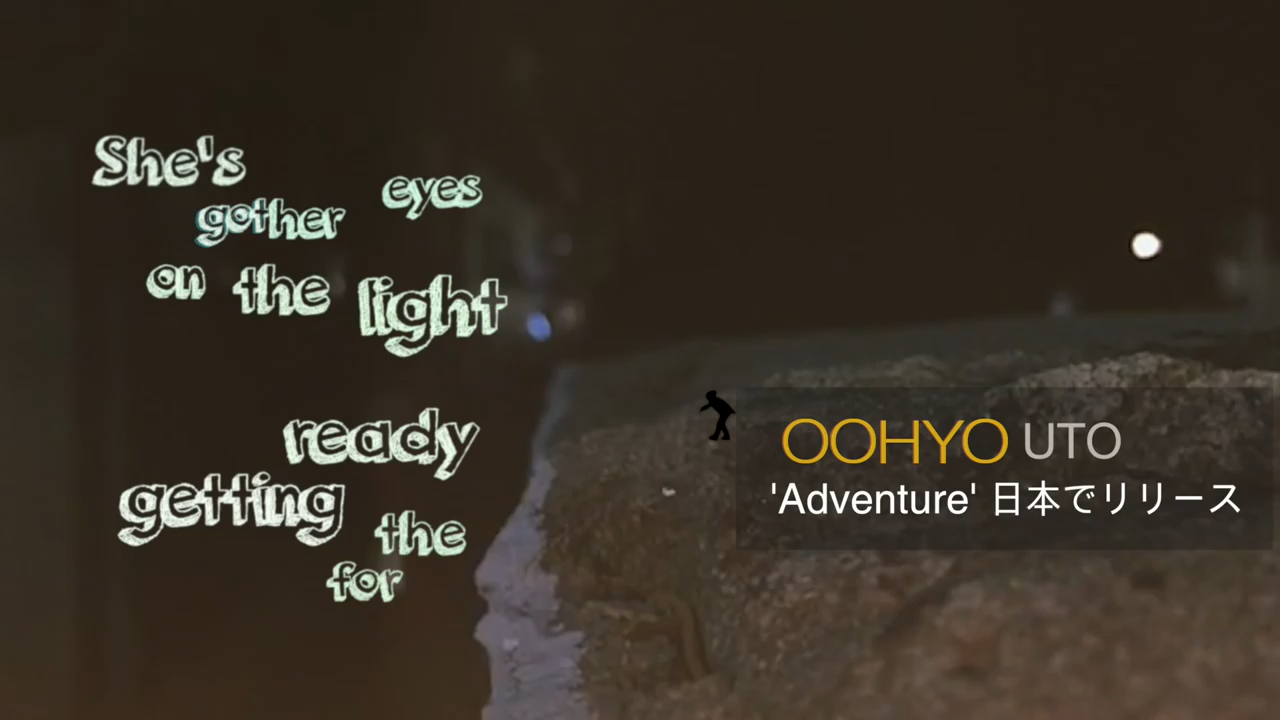 She's
gother eyes
on the light
ready
getting
the
for
OOHYO UTO
'Adventure' 日本でリリース